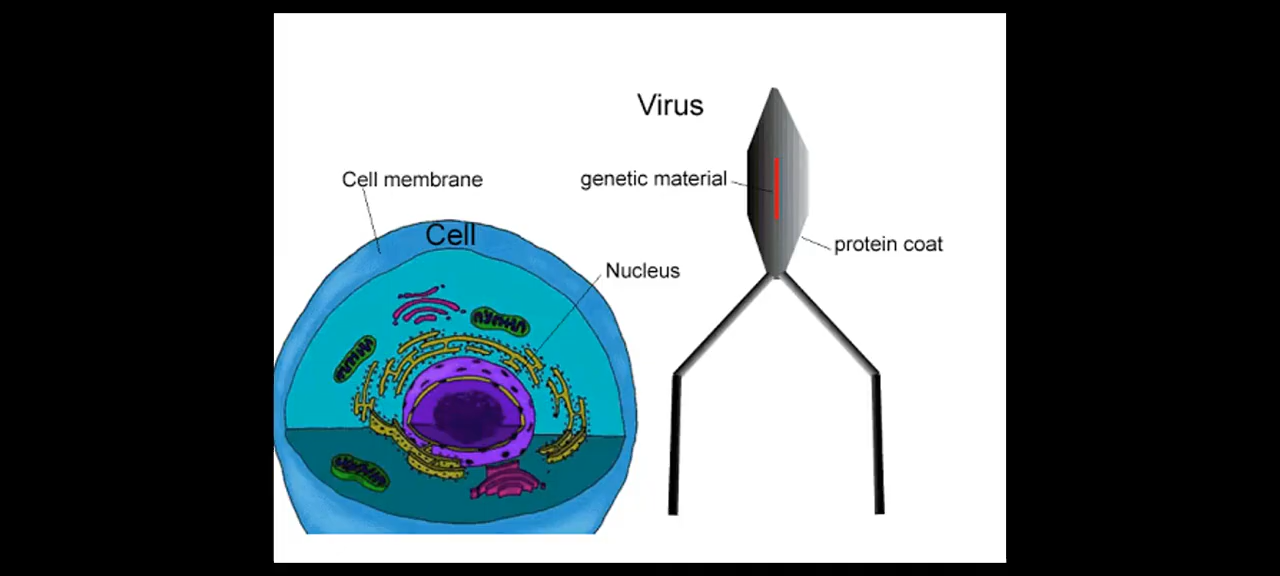 Virus
genetic material
Cell membrane
Cell
protein coat
Nucleus